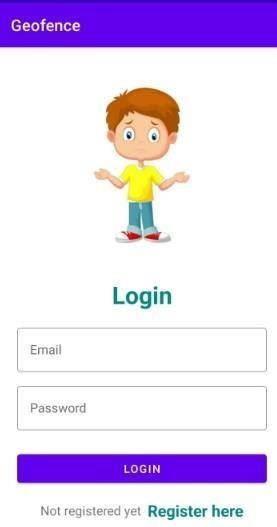 Geofence
Login
Email
Password
LOGIN
Not registered yet Register here